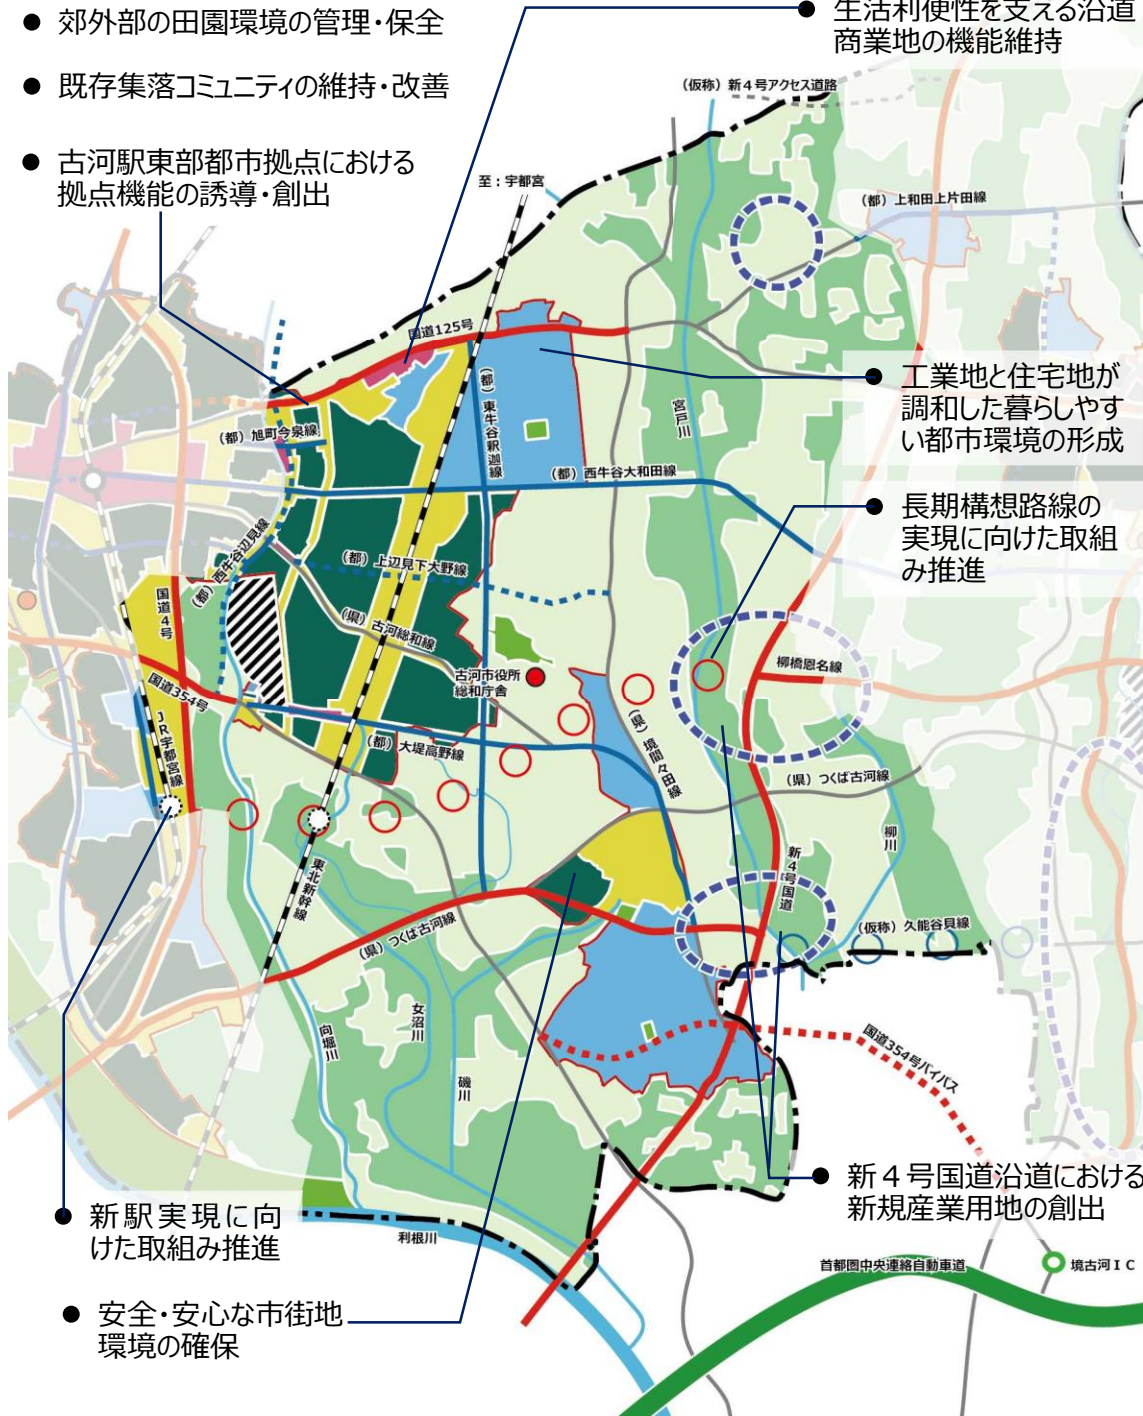 ● 郊外部の田園環境の管理・保全
● 生活利便性を支える沿道
商業地の機能維持
● 既存集落コミュニティの維持・改善
(仮称)新4号アクセス道路
● 古河駅東部都市拠点における
拠点機能の誘導・創出
至:宇都宮
(都)上和田上片田線
国道125号
● 工業地と住宅地が
調和した暮らしやす
い都市環境の形成
(都)東牛谷釈迦線
宮戸川
(都)旭町今泉線
(都)西牛谷大和田線
● 長期構想路線の
実現に向けた取組
み推進
(都)西牛谷辺見線
(都)上辺見下大野線
国道4号
(県)古河総和線
古河市役所
総和庁舎
柳橋恩名線
国道354号
JR宇都宮線
(都)大堤高野線
(県)境間々田線
(県)つくば古河線
柳川
新4号国道
東北新幹線
(県)つくば古河線
(仮称)久能谷貝線
女沼川
向堀川
磯川
国道354号バイパス
● 新4号国道沿道における
新規産業用地の創出
● 新駅実現に向
けた取組み推進
利根川
首都圏中央連絡自動車道
境古河IC
● 安全・安心な市街地
環境の確保